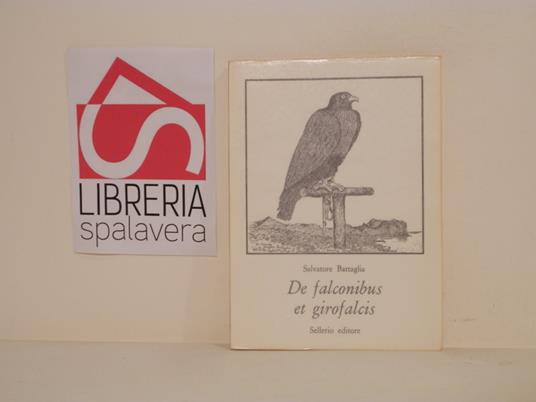 LIBRERIA
spalavera
Salvatore Battaglia
De falconibus
et girofalcis
Sellerio editore